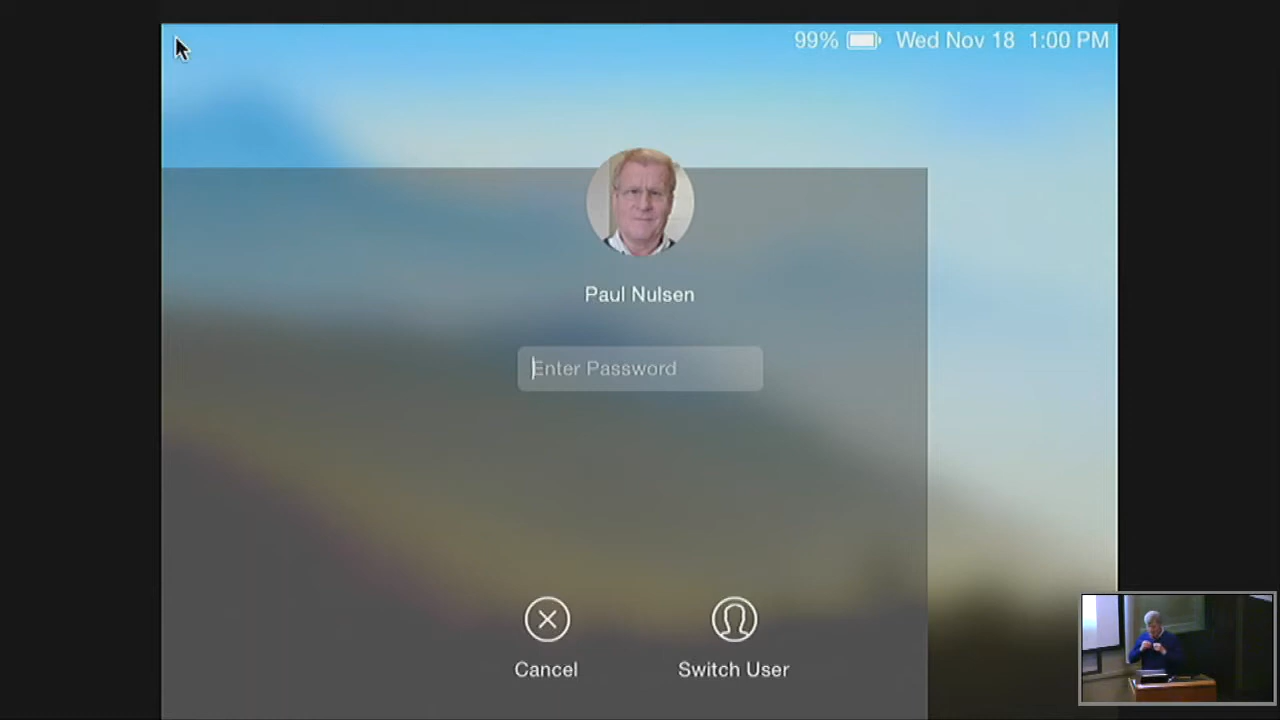 99% Wed Nov 18 1:00 PM
Paul Nulsen
Enter Password
Cancel
Switch User